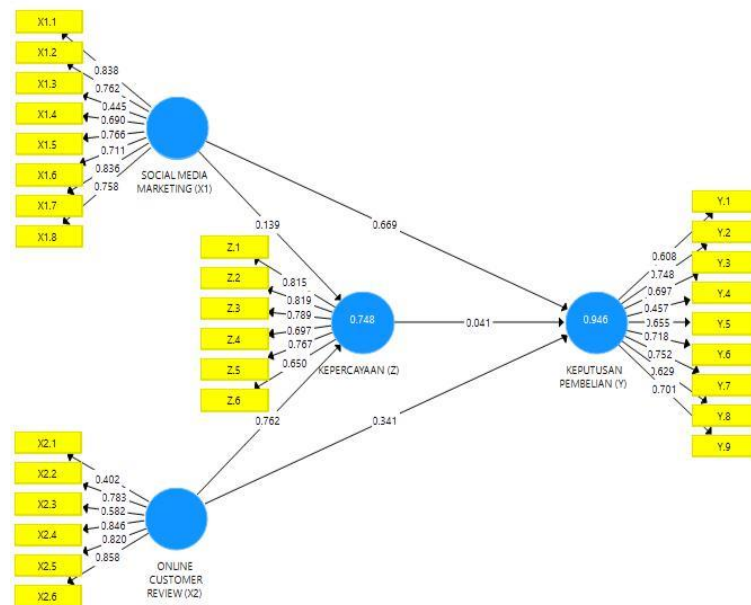 X1.1
X1.2
X1.3
X1.4
X1.5
X1.6
X1.7
X1.8
0.838
0.762
0.445
0.690
0.766
0.711
0.836
0.758
SOCIAL MEDIA
MARKETING (X1)
0.139
0.669
Z.1
Z.2
Z.3
Z.4
Z.5
Z.6
0.815
0.819
0.789
0.697
0.767
0.650
0.748
KEPERCAYAAN (Z)
0.041
0.946
KEPUTUSAN
PEMBELIAN (Y)
Y.1
Y.2
Y.3
Y.4
Y.5
Y.6
Y.7
Y.8
Y.9
0.608
0.748
0.697
0.457
0.655
0.718
0.752
0.629
0.701
0.762
0.341
X2.1
X2.2
X2.3
X2.4
X2.5
X2.6
0.402
0.783
0.582
0.846
0.820
0.858
ONLINE
CUSTOMER
REVIEW (X2)